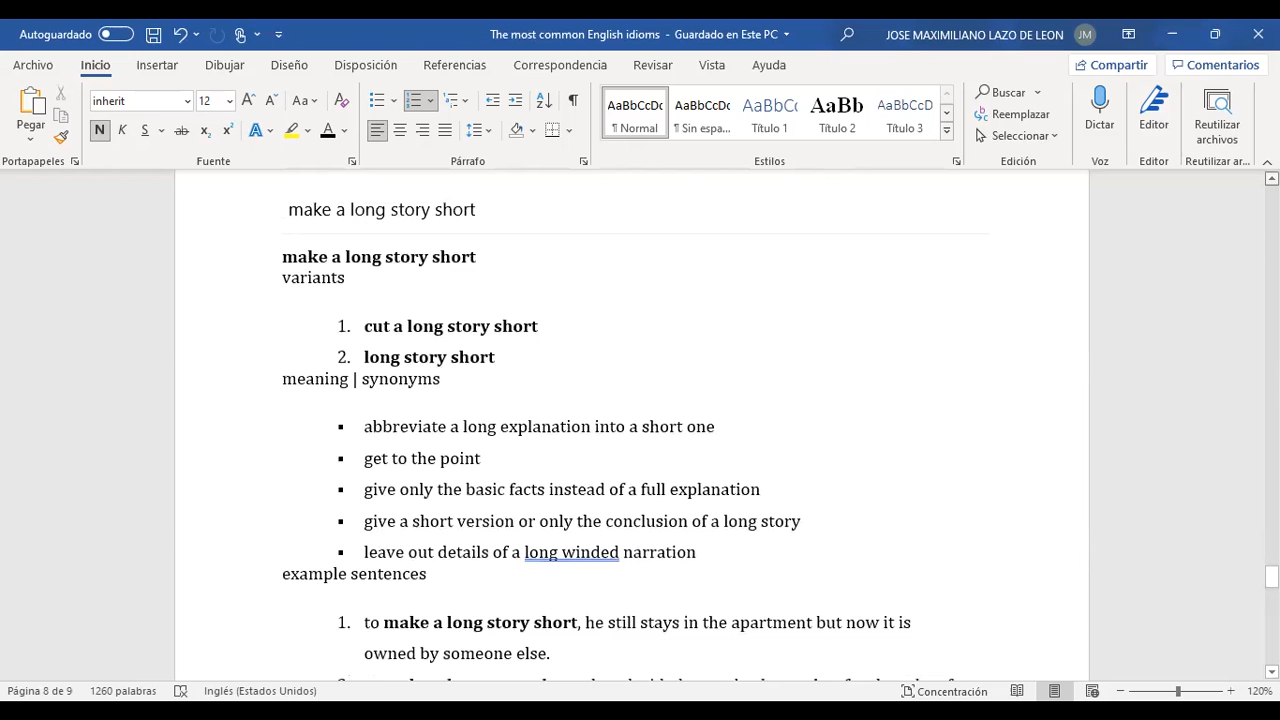 Autoguardado
The most common English idioms - Guardado en Este PC
JOSE MAXIMILIANO LAZO DE LEON
JM
Archivo Inicio Insertar Dibujar Diseño Disposición Referencias Correspondencia Revisar Vista Ayuda
Compartir Comentarios
Pegar
Portapapeles
inherit 12
N K S ab
Fuente
Párrafo
AaBbCcDc AaBbCcDc AaBbCc AaBb AaBbCcD
¶ Normal ¶ Sin espa... Título 1 Título 2 Título 3
Estilos
Buscar
Reemplazar
Seleccionar
Edición
Dictar
Voz
Editor
Editor
Reutilizar archivos
Reutilizar ar...
make a long story short
make a long story short
variants
1. cut a long story short
2. long story short
meaning | synonyms
▪ abbreviate a long explanation into a short one
▪ get to the point
▪ give only the basic facts instead of a full explanation
▪ give a short version or only the conclusion of a long story
▪ leave out details of a long winded narration
example sentences
1. to make a long story short, he still stays in the apartment but now it is
owned by someone else.
Página 8 de 9 1260 palabras Inglés (Estados Unidos) Concentración 120%